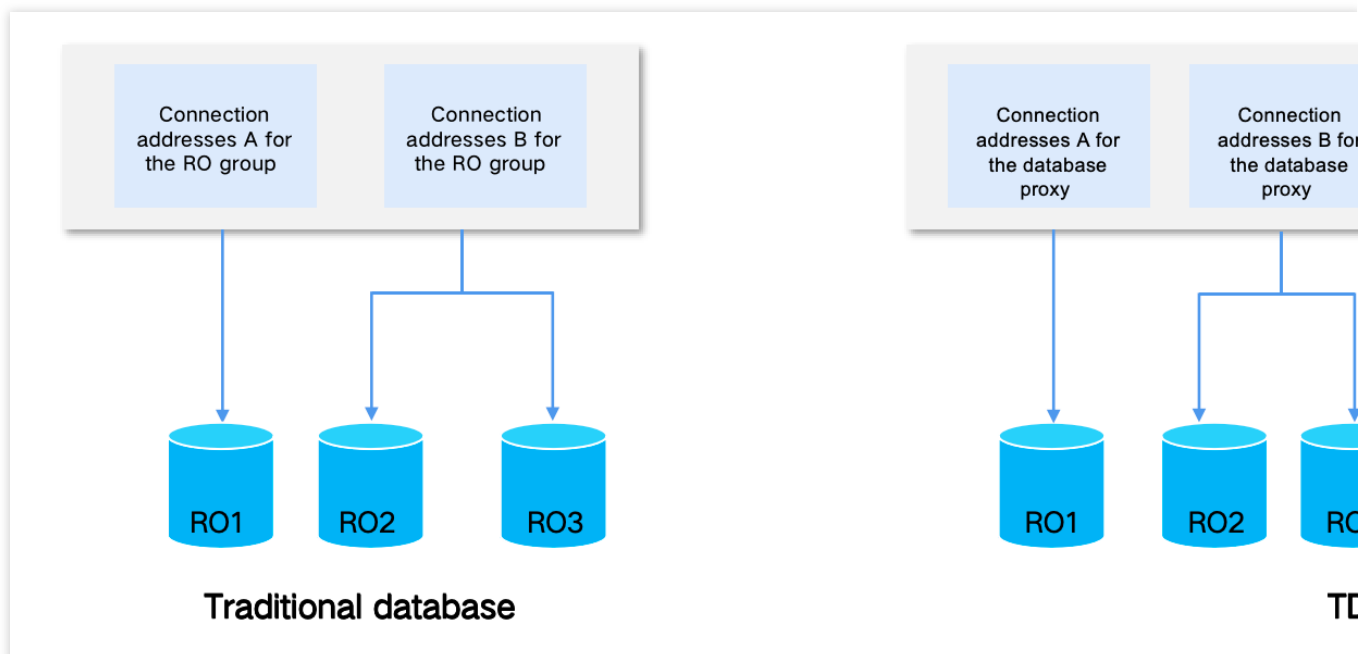 Connection
addresses A for
the RO group
Connection
addresses B for
the RO group
Connection
addresses A for
the database
proxy
Connection
addresses B for
the database
proxy
RO1
RO2
RO3
RO1
RO2
Traditional database